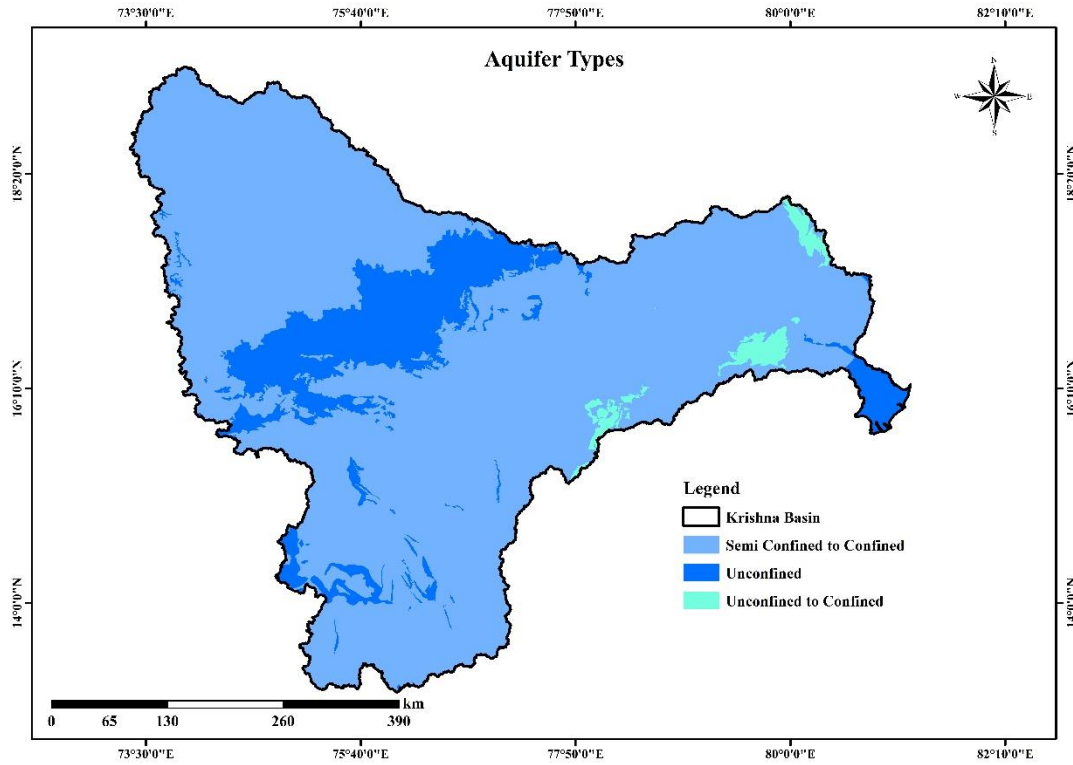 73°30'0"E 75°40'0"E 77°50'0"E 80°0'0"E 82°10'0"E
Aquifer Types
N
W E
S
18°20'0"N 18°20'0"N
16°10'0"N 16°10'0"N
Legend
Krishna Basin
Semi Confined to Confined
Unconfined
14°0'0"N Unconfined to Confined 14°0'0"N
km
0 65 130 260 390
73°30'0"E 75°40'0"E 77°50'0"E 80°0'0"E 82°10'0"E